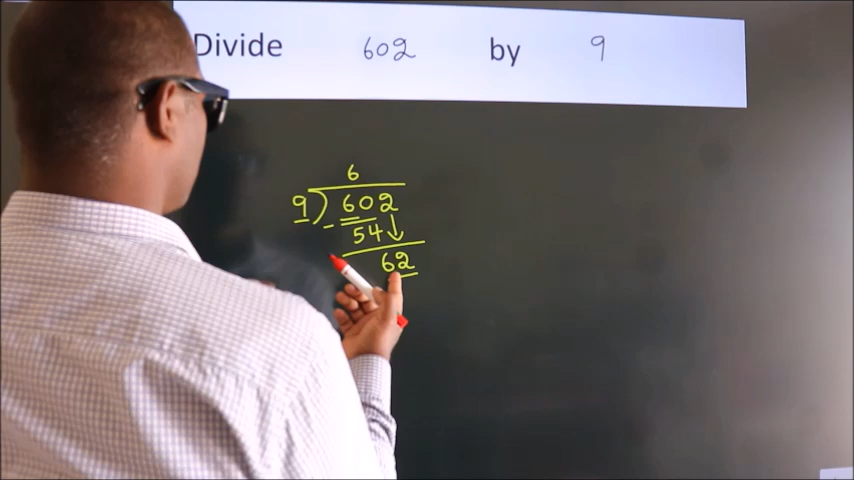 Divide 602 by 9
6
9 ) 602
- 54 ↓
62